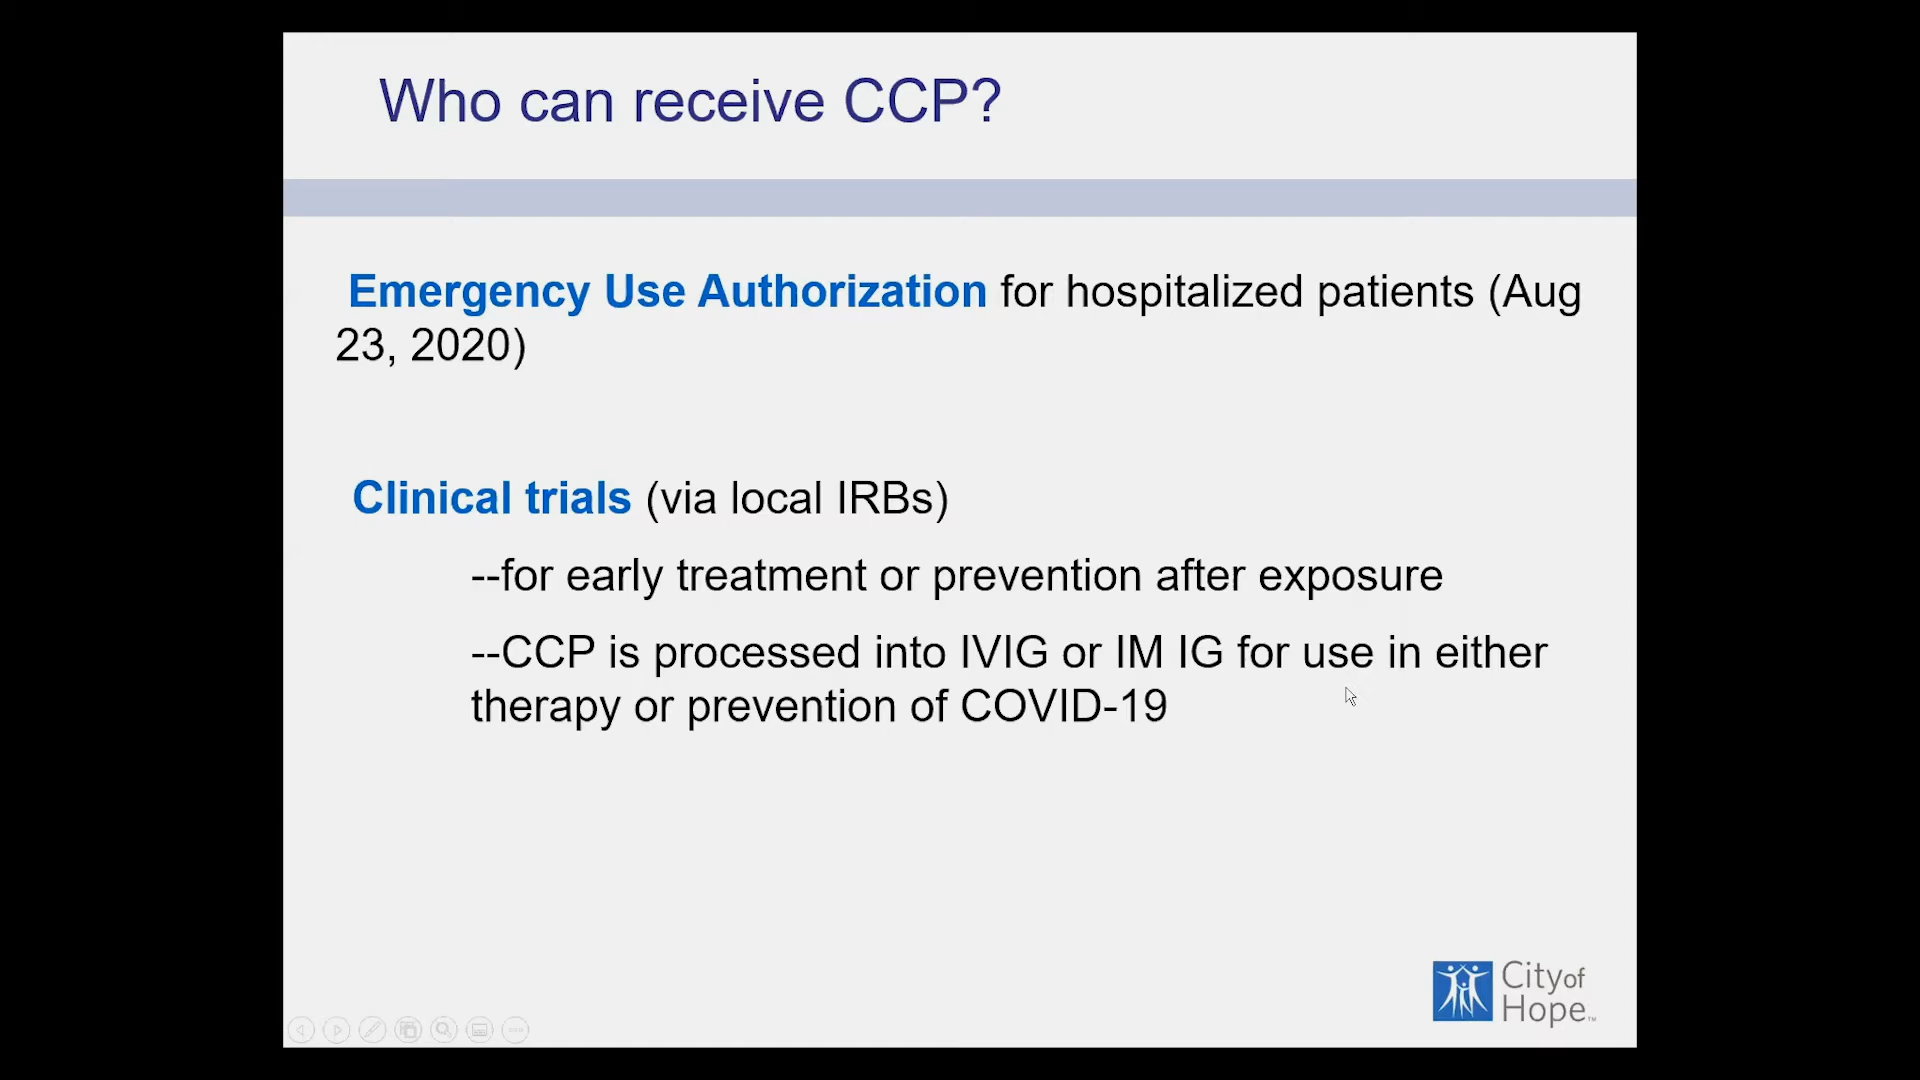 Who can receive CCP?
Emergency Use Authorization for hospitalized patients (Aug
23, 2020)
Clinical trials (via local IRBs)
--for early treatment or prevention after exposure
--CCP is processed into IVIG or IM IG for use in either
therapy or prevention of COVID-19
City of
Hope™